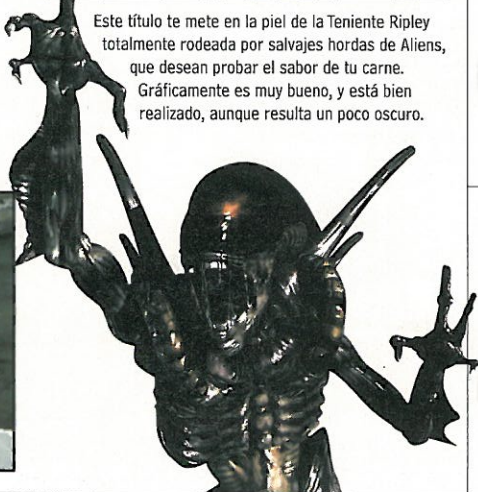 Este título te mete en la piel de la Teniente Ripley
totalmente rodeada por salvajes hordas de Aliens,
que desean probar el sabor de tu carne.
Gráficamente es muy bueno, y está bien
realizado, aunque resulta un poco oscuro.